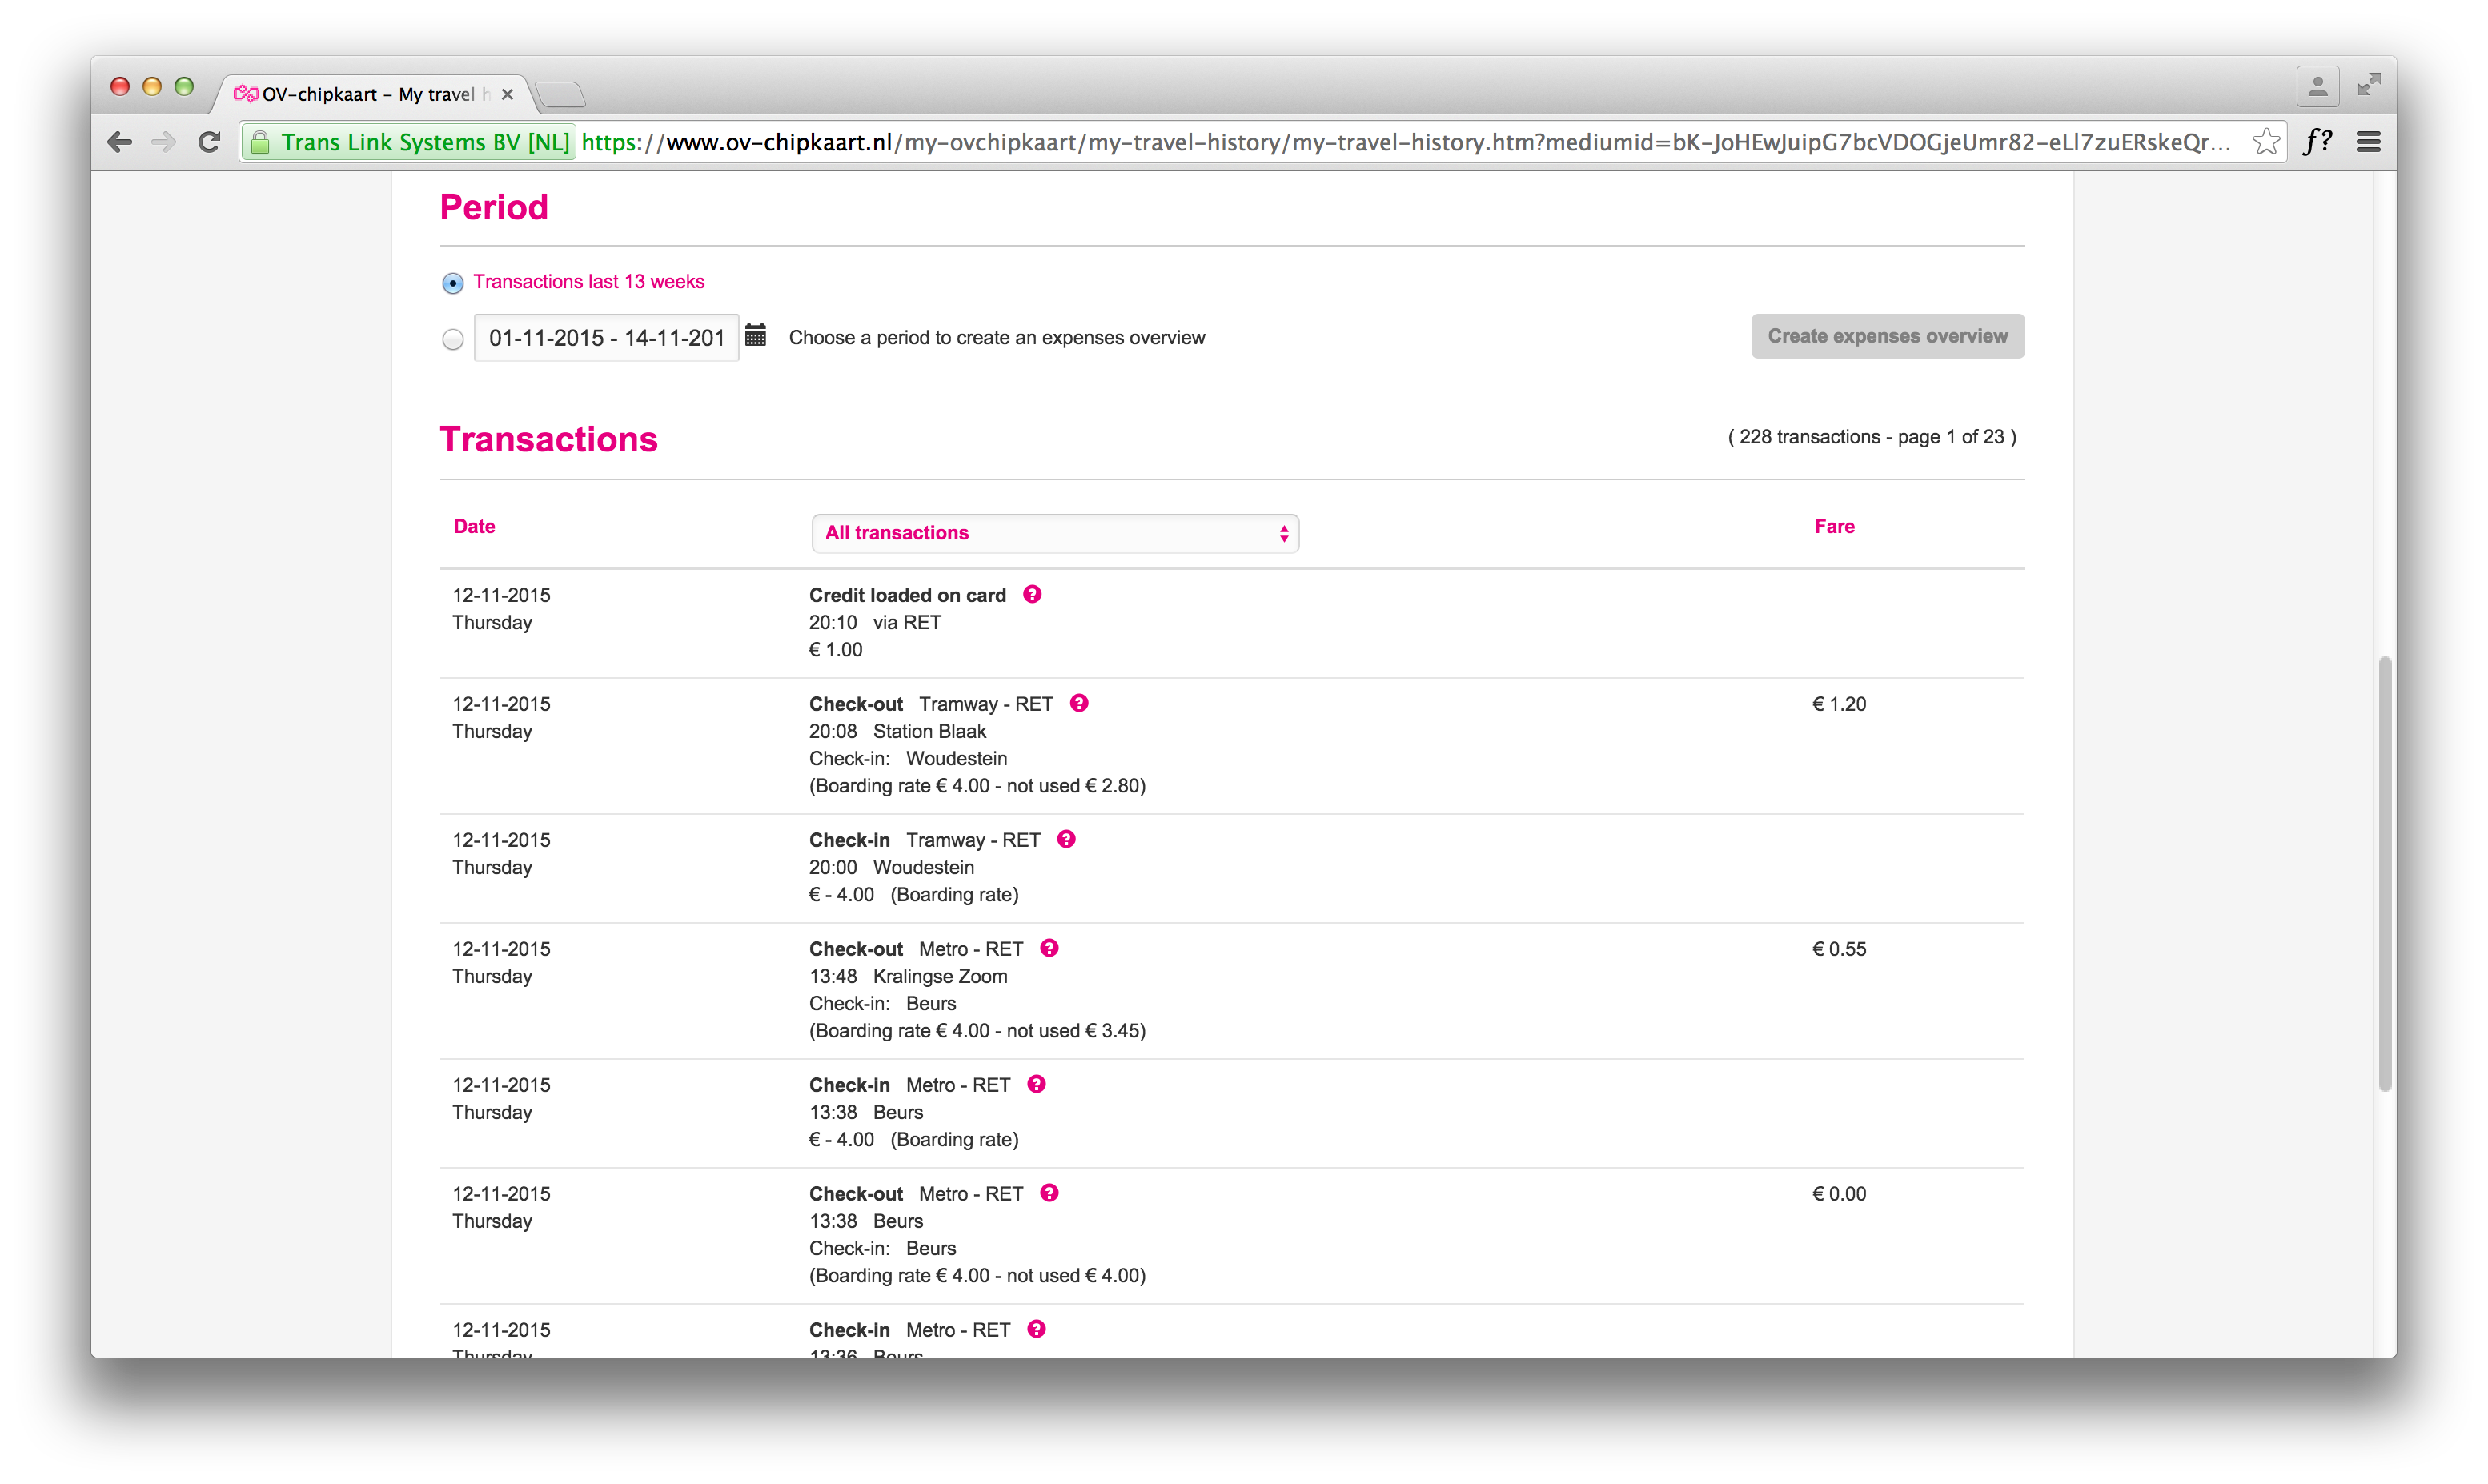 OV-chipkaart – My travel h
Trans Link Systems BV [NL] https://www.ov-chipkaart.nl/my-ovchipkaart/my-travel-history/my-travel-history.htm?mediumid=bK-JoHEwJuipG7bcVDOGjeUmr82-eLl7zuERskeQr... f?
Period
Transactions last 13 weeks
01-11-2015 - 14-11-201 Choose a period to create an expenses overview Create expenses overview
Transactions ( 228 transactions - page 1 of 23 )
Date All transactions Fare
12-11-2015 Credit loaded on card ?
Thursday 20:10 via RET
€ 1.00
12-11-2015 Check-out Tramway - RET ? € 1.20
Thursday 20:08 Station Blaak
Check-in: Woudestein
(Boarding rate € 4.00 - not used € 2.80)
12-11-2015 Check-in Tramway - RET ?
Thursday 20:00 Woudestein
€ - 4.00 (Boarding rate)
12-11-2015 Check-out Metro - RET ? € 0.55
Thursday 13:48 Kralingse Zoom
Check-in: Beurs
(Boarding rate € 4.00 - not used € 3.45)
12-11-2015 Check-in Metro - RET ?
Thursday 13:38 Beurs
€ - 4.00 (Boarding rate)
12-11-2015 Check-out Metro - RET ? € 0.00
Thursday 13:38 Beurs
Check-in: Beurs
(Boarding rate € 4.00 - not used € 4.00)
12-11-2015 Check-in Metro - RET ?
Thursday 13:36 Beurs